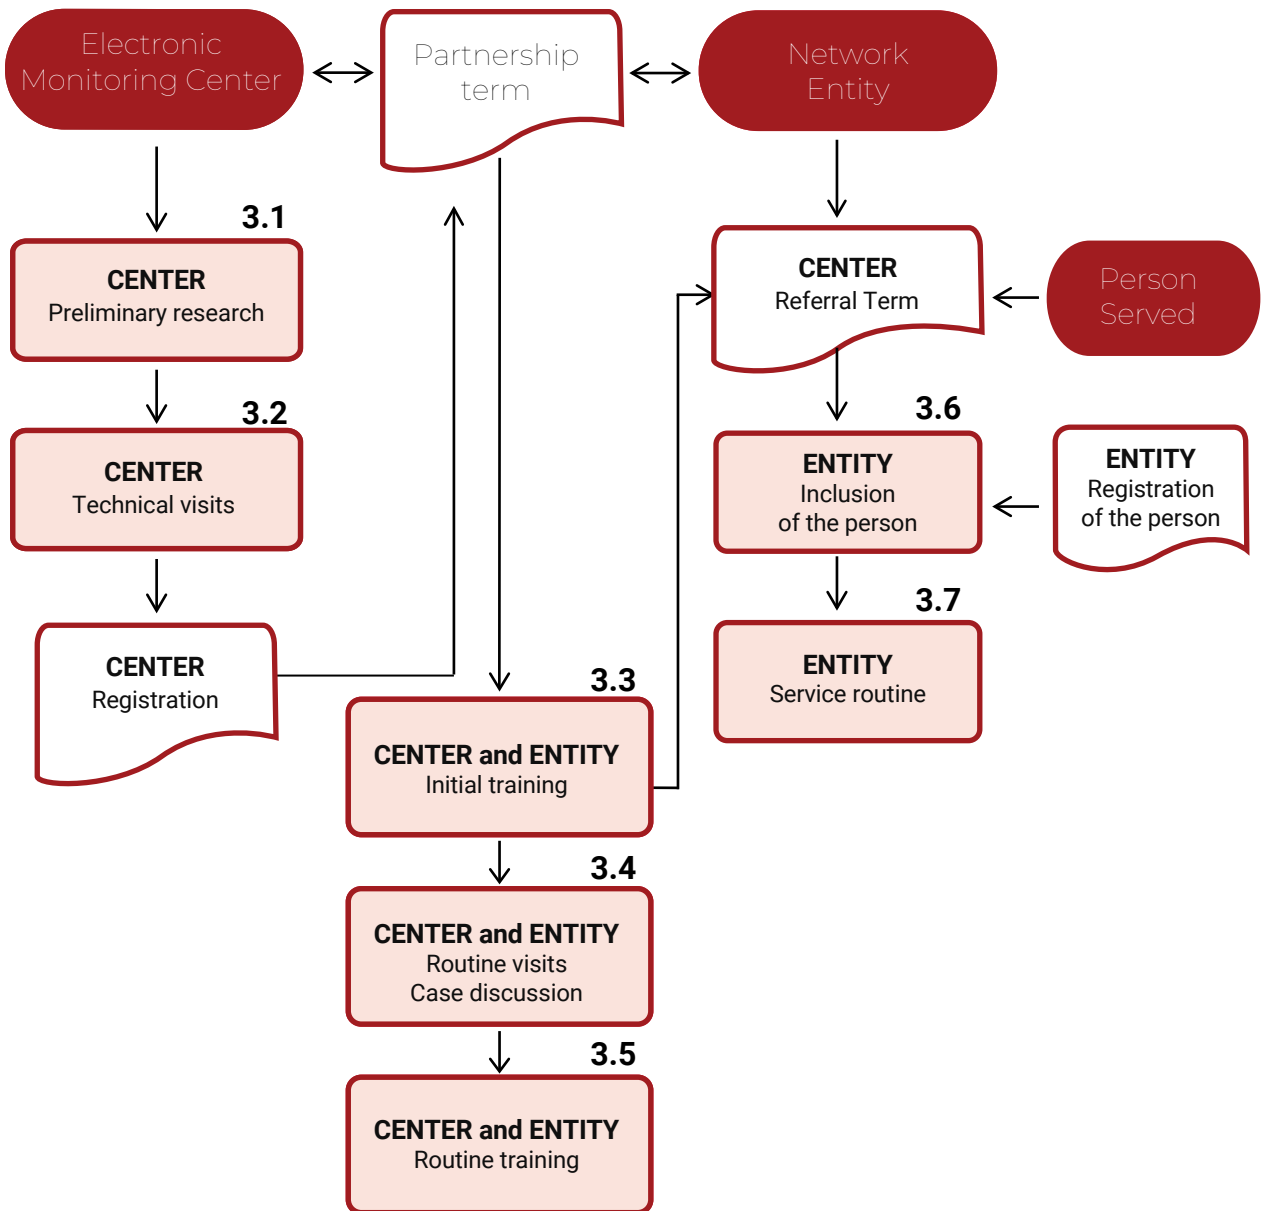 Electronic
Monitoring Center
Partnership
term
Network
Entity
3.1
CENTER
Preliminary research
3.2
CENTER
Technical visits
CENTER
Registration
3.3
CENTER and ENTITY
Initial training
3.4
CENTER and ENTITY
Routine visits
Case discussion
3.5
CENTER and ENTITY
Routine training
CENTER
Referral Term
Person
Served
3.6
ENTITY
Inclusion
of the person
ENTITY
Registration
of the person
3.7
ENTITY
Service routine